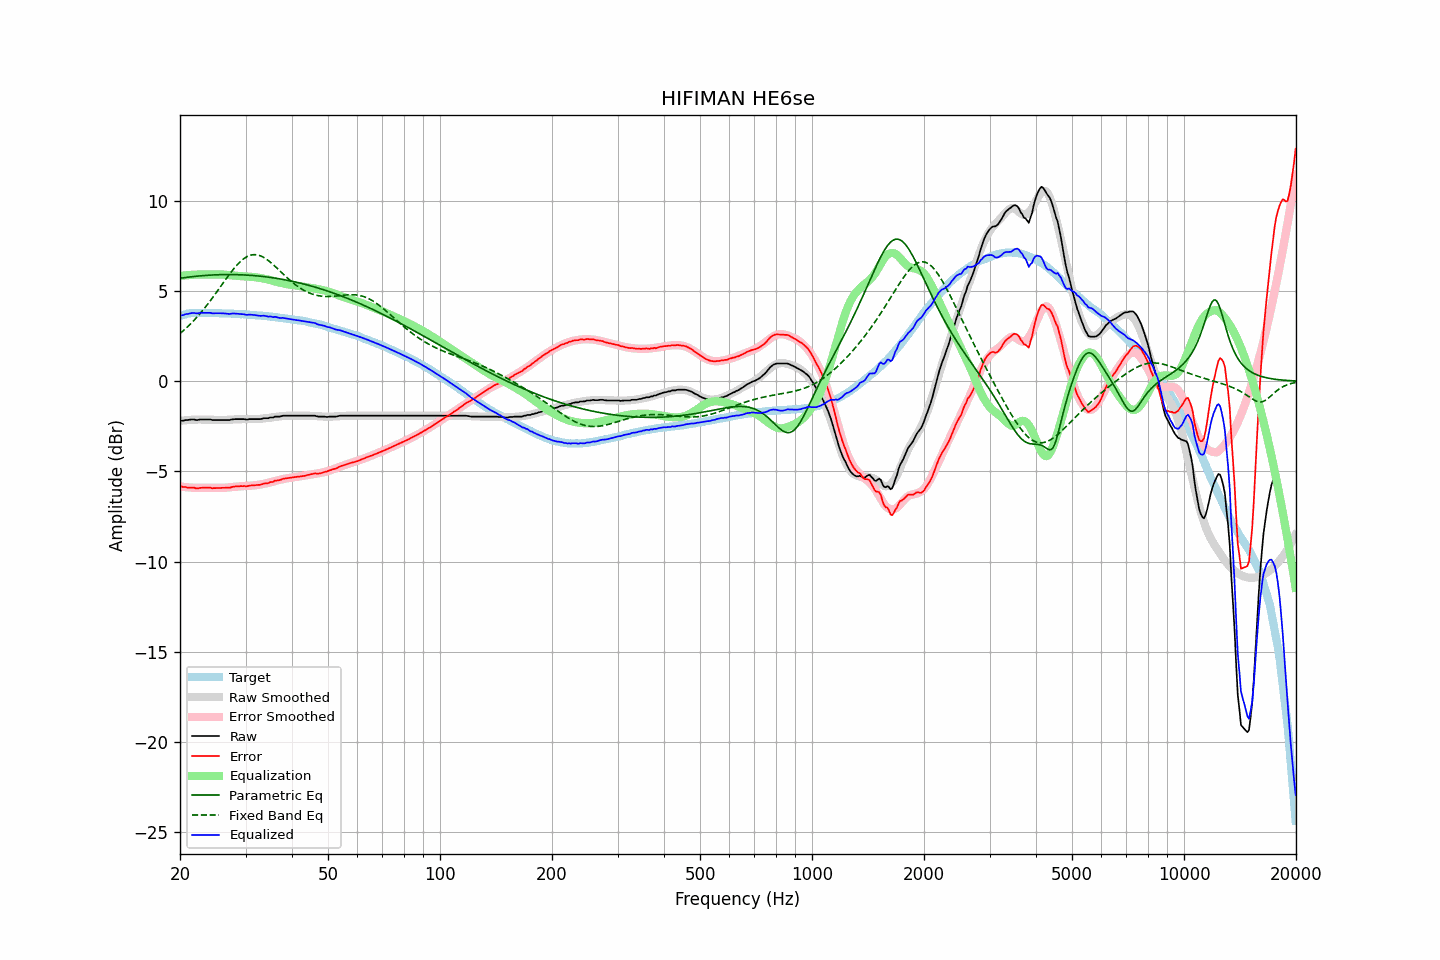 HIFIMAN HE6se
Amplitude (dBr)
10
5
0
−5
−10
−15
−20
−25
Target
Raw Smoothed
Error Smoothed
Raw
Error
Equalization
Parametric Eq
Fixed Band Eq
Equalized
20 50 100 200 500 1000 2000 5000 10000 20000
Frequency (Hz)